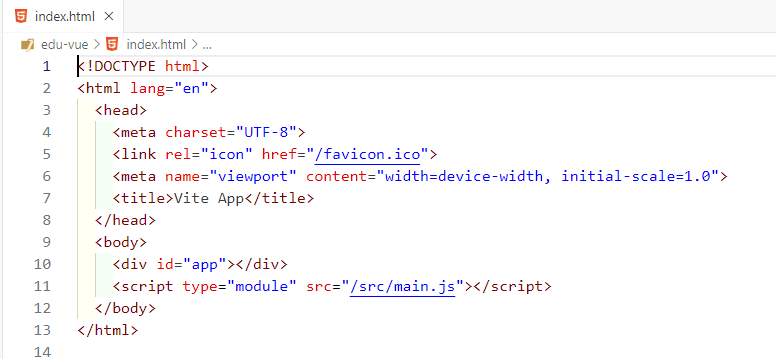 index.html ×
edu-vue > index.html > ...
1 <!DOCTYPE html>
2 <html lang="en">
3   <head>
4     <meta charset="UTF-8">
5     <link rel="icon" href="/favicon.ico">
6     <meta name="viewport" content="width=device-width, initial-scale=1.0">
7     <title>Vite App</title>
8   </head>
9   <body>
10     <div id="app"></div>
11     <script type="module" src="/src/main.js"></script>
12   </body>
13 </html>
14